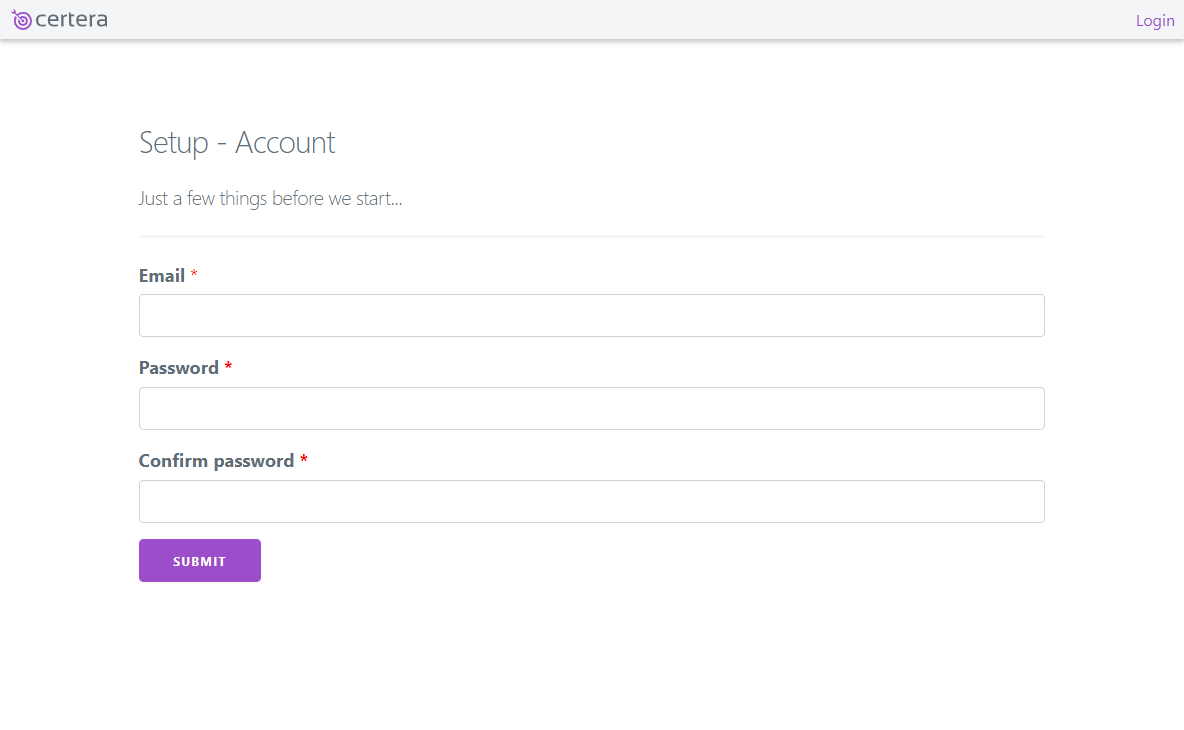 certera
Login
Setup - Account
Just a few things before we start...
Email *
Password *
Confirm password *
SUBMIT